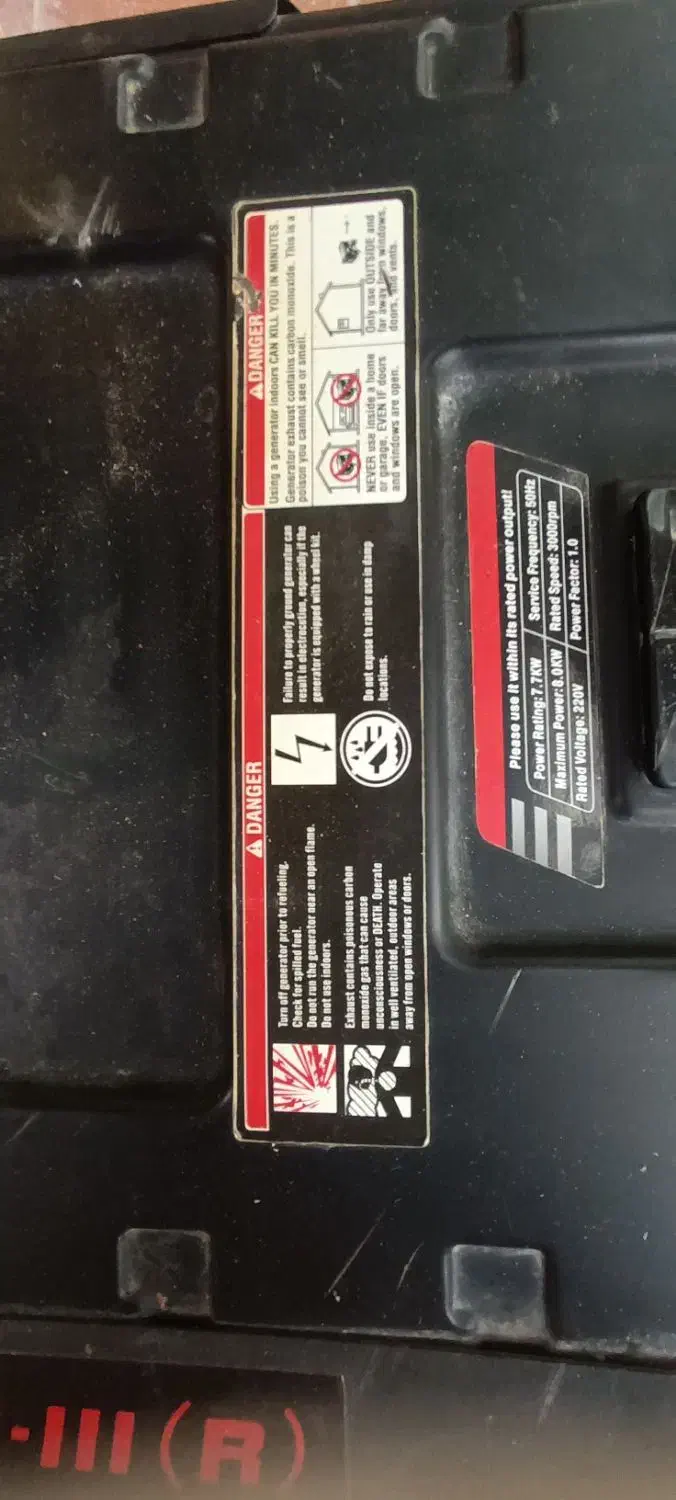 DANGER
Turn off generator prior to refueling.
Check for spilled fuel.
Do not run the generator near an open flame.
Do not use indoors.
Exhaust contains poisonous carbon
monoxide gas that can cause
unconsciousness or DEATH. Operate
in well ventilated, outdoor areas
away from open windows or doors.
Failure to properly ground generator can
result in electrocution, especially if the
generator is equipped with a wheel kit.
Do not expose to rain or use in damp
locations.
DANGER
Using a generator indoors CAN KILL YOU IN MINUTES.
Generator exhaust contains carbon monoxide. This is a
poison you cannot see or smell.
NEVER use inside a home
or garage, EVEN IF doors
and windows are open.
Only use OUTSIDE and
far away from windows,
doors, and vents.
Please use it within its rated power output!
Power Rating: 7.7KW
Service Frequency: 50Hz
Maximum Power: 8.0KW
Rated Speed: 3000rpm
Rated Voltage: 220V
Power Factor: 1.0
-III(R)